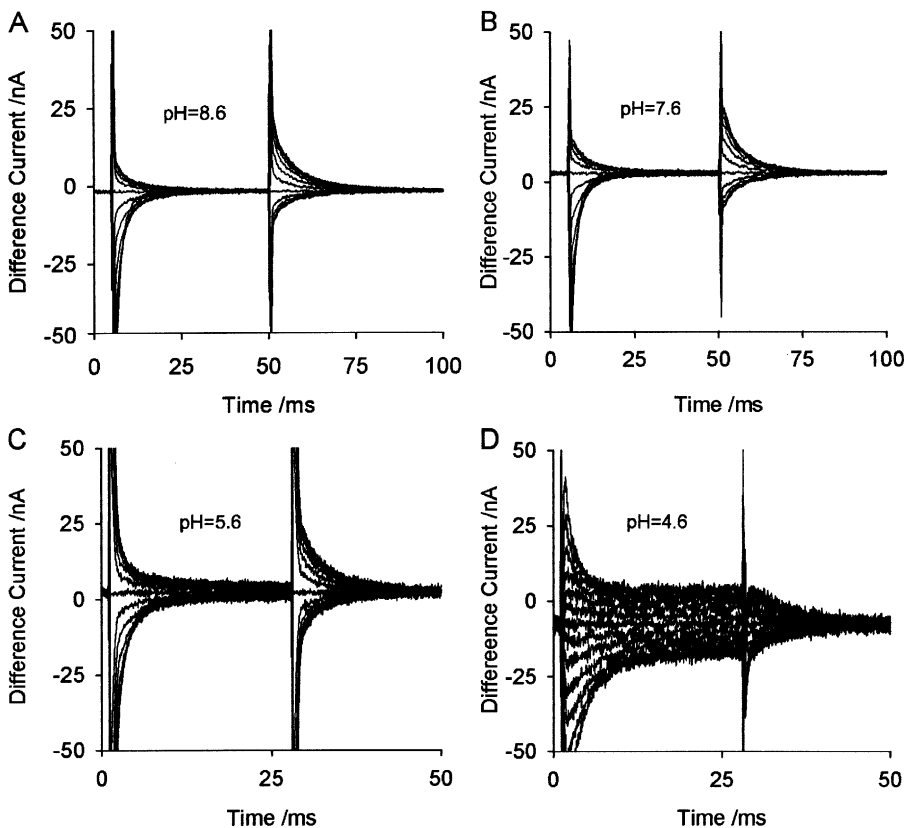 A
Difference Current /nA
50
25
0
-25
-50
pH=8.6
0 25 50 75 100
Time /ms
B
Difference Current /nA
50
25
0
-25
-50
pH=7.6
0 25 50 75 100
Time /ms
C
Difference Current /nA
50
25
0
-25
-50
pH=5.6
0 25 50
Time /ms
D
Differeence Current /nA
50
25
0
-25
-50
pH=4.6
0 25 50
Time /ms